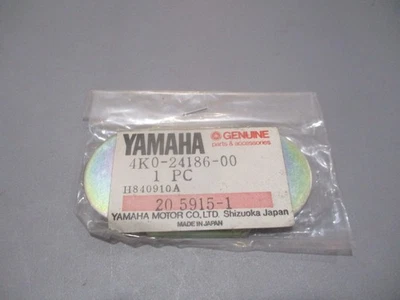 YAMAHA GENUINE
parts & accessories
4K0-24186-00
1 PC
H840910A
20 5915-1
YAMAHA MOTOR CO., LTD. Shizuoka Japan
MADE IN JAPAN